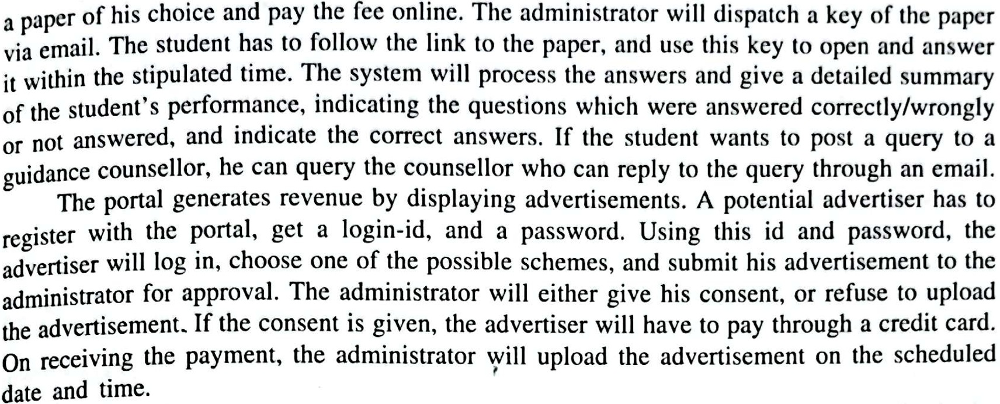 a paper of his choice and pay the fee online. The administrator will dispatch a key of the paper
via email. The student has to follow the link to the paper, and use this key to open and answer
it within the stipulated time. The system will process the answers and give a detailed summary
of the student's performance, indicating the questions which were answered correctly/wrongly
or not answered, and indicate the correct answers. If the student wants to post a query to a
guidance counsellor, he can query the counsellor who can reply to the query through an email.
The portal generates revenue by displaying advertisements. A potential advertiser has to
register with the portal, get a login-id, and a password. Using this id and password, the
advertiser will log in, choose one of the possible schemes, and submit his advertisement to the
administrator for approval. The administrator will either give his consent, or refuse to upload
the advertisement. If the consent is given, the advertiser will have to pay through a credit card.
On receiving the payment, the administrator will upload the advertisement on the scheduled
date and time.